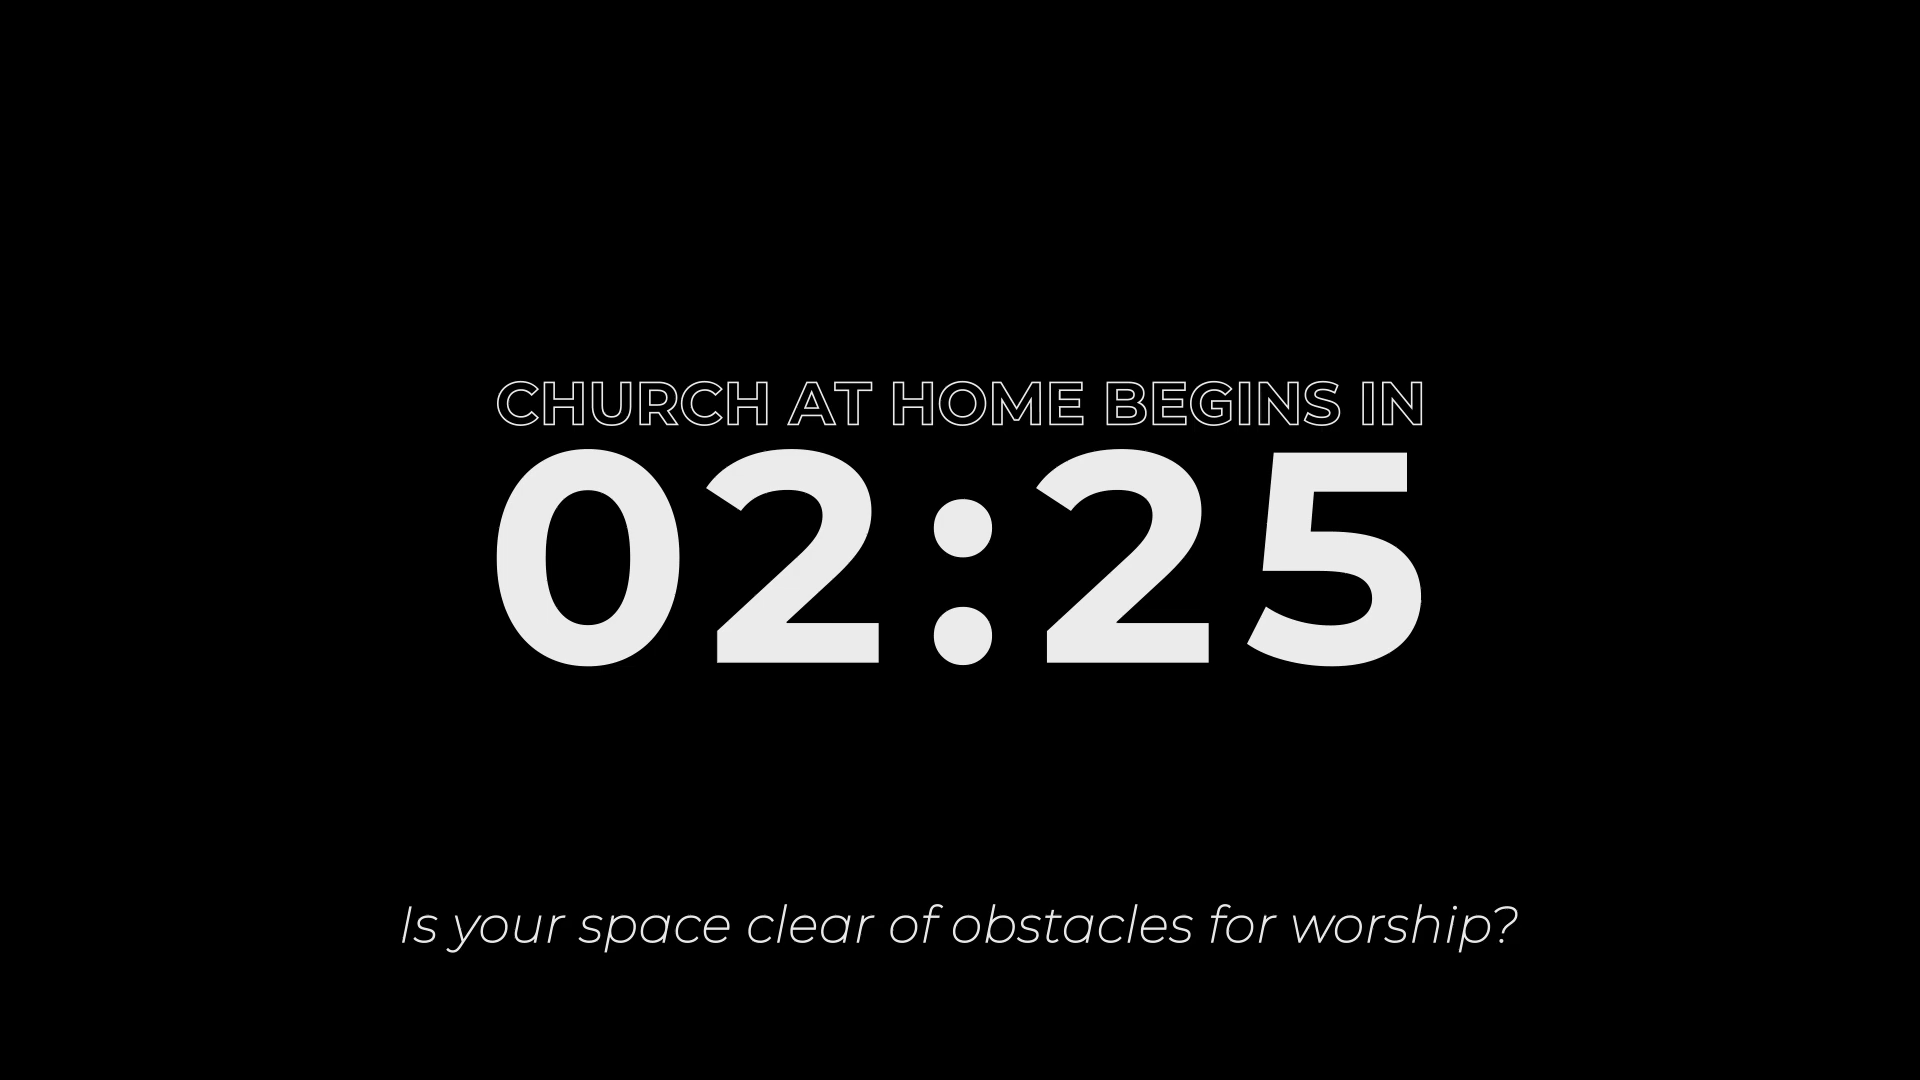 CHURCH AT HOME BEGINS IN
02:25
Is your space clear of obstacles for worship?